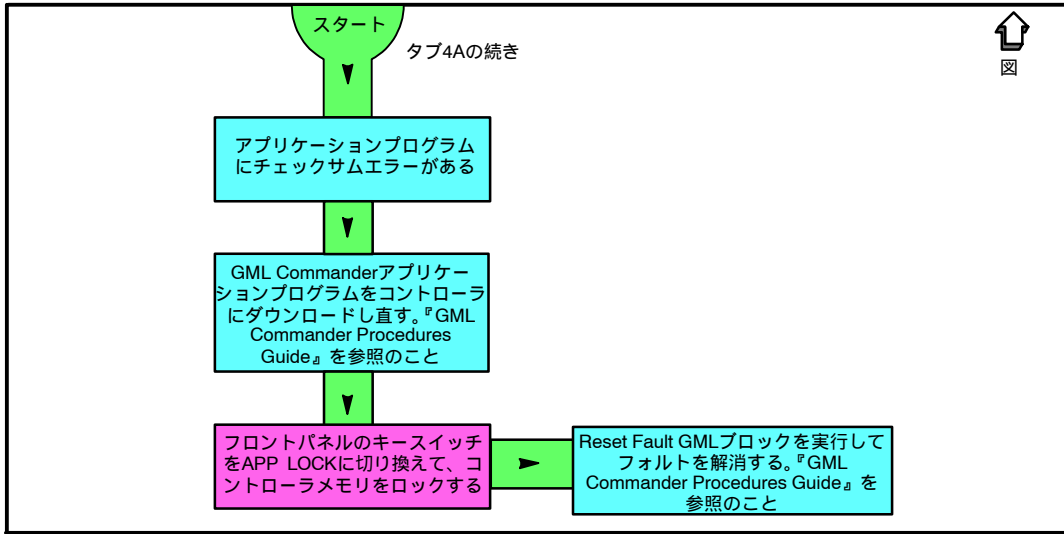 スタート
タブ4Aの続き
図
アプリケーションプログラム
にチェックサムエラーがある
GML Commanderアプリケー
ションプログラムをコントローラ
にダウンロードし直す。『GML
Commander Procedures
Guide』を参照のこと
フロントパネルのキースイッチ
をAPP LOCKに切り換えて、コ
ントローラメモリをロックする
Reset Fault GMLブロックを実行して
フォルトを解消する。『GML
Commander Procedures Guide』を
参照のこと